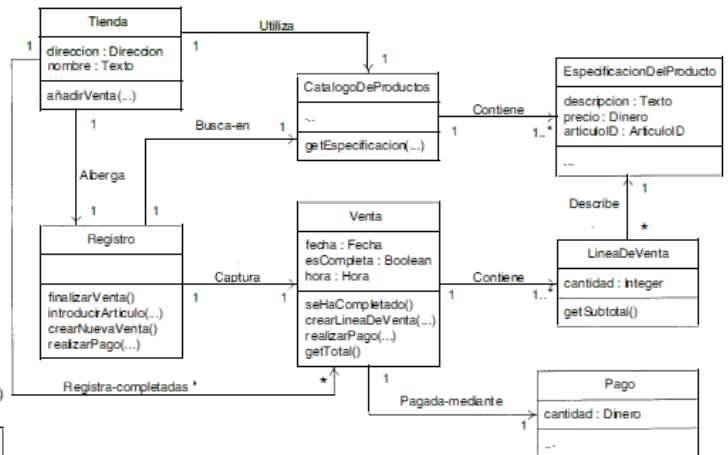 Tienda
direccion : Direccion
nombre : Texto
añadirVenta(...)
1
1
Utiliza
1
CatalogoDeProductos
...
getEspecificacion(...)
EspecificacionDelProducto
descripcion : Texto
precio : Dinero
articuloID : ArticuloID
...
Contiene
1
1..*
1
Alberga
1
Busca-en
1
1
Describe
1
*
Registro
finalizarVenta()
introducirArticulo(...)
crearNuevaVenta()
realizarPago(...)
Captura
1
1
Venta
fecha : Fecha
esCompleta : Boolean
hora : Hora
seHaCompletado()
crearLineaDeVenta(...)
realizarPago(...)
getTotal()
Contiene
1
1..*
LineaDeVenta
cantidad : Integer
getSubtotal()
Registra-completadas *
*
1
Pagada-mediante
1
Pago
cantidad : Dinero
...
)